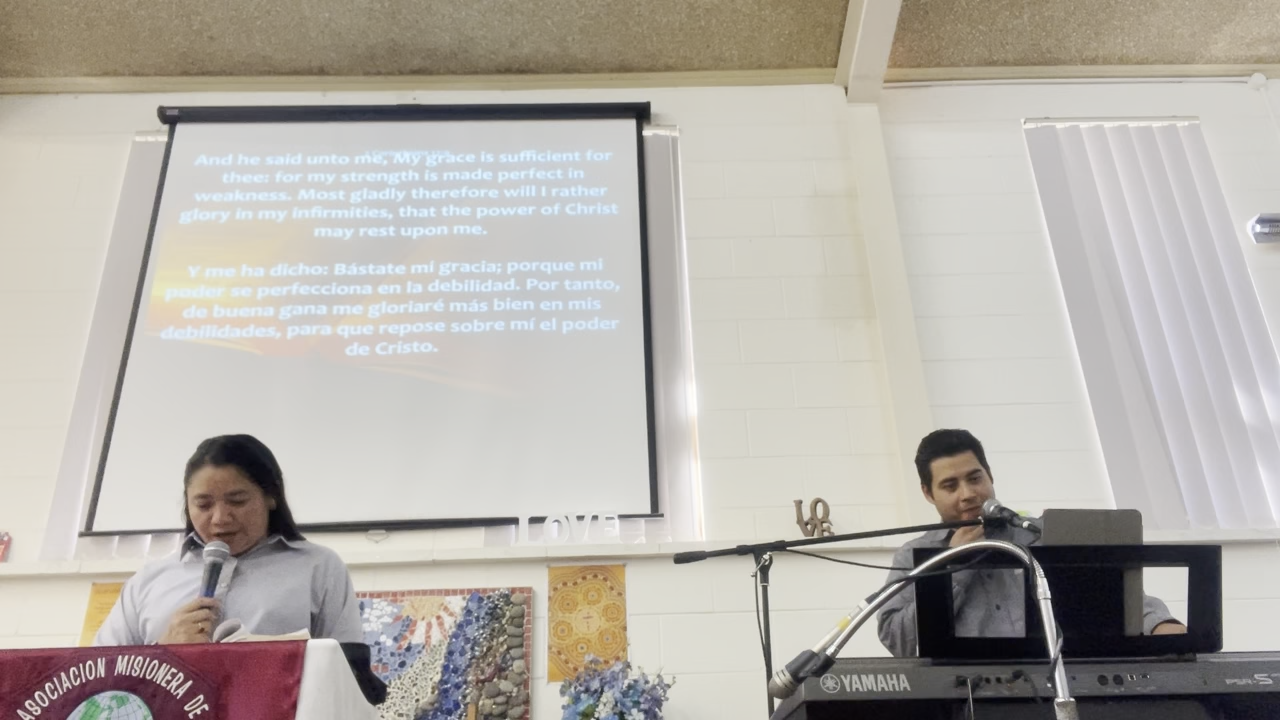 And he said unto me, My grace is sufficient for
thee: for my strength is made perfect in
weakness. Most gladly therefore will I rather
glory in my infirmities, that the power of Christ
may rest upon me.
Y me ha dicho: Bástate mi gracia; porque mi
poder se perfecciona en la debilidad. Por tanto,
de buena gana me gloriaré más bien en mis
debilidades, para que repose sobre mí el poder
de Cristo.
LOVE
LOVE
ASOCIACION MISIONERA DE
YAMAHA